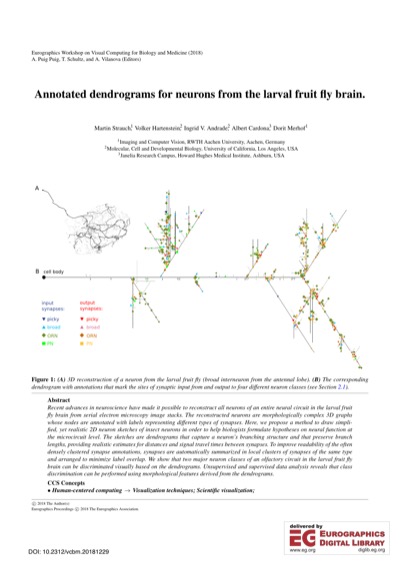 Eurographics Workshop on Visual Computing for Biology and Medicine (2018)
A. Puig Puig, T. Schultz, and A. Vilanova (Editors)
Annotated dendrograms for neurons from the larval fruit fly brain.
Martin Strauch,1 Volker Hartenstein,2 Ingrid V. Andrade,2 Albert Cardona,3 Dorit Merhof1
1Imaging and Computer Vision, RWTH Aachen University, Aachen, Germany
2Molecular, Cell and Developmental Biology, University of California, Los Angeles, USA
3Janelia Research Campus, Howard Hughes Medical Institute, Ashburn, USA
A
B cell body
input synapses:
picky
broad
ORN
PN
output synapses:
picky
broad
ORN
PN
Figure 1: (A) 3D reconstruction of a neuron from the larval fruit fly (broad interneuron from the antennal lobe). (B) The corresponding
dendrogram with annotations that mark the sites of synaptic input from and output to four different neuron classes (see Section 2.1).
Abstract
Recent advances in neuroscience have made it possible to reconstruct all neurons of an entire neural circuit in the larval fruit
fly brain from serial electron microscopy image stacks. The reconstructed neurons are morphologically complex 3D graphs
whose nodes are annotated with labels representing different types of synapses. Here, we propose a method to draw simpli-
fied, yet realistic 2D neuron sketches of insect neurons in order to help biologists formulate hypotheses on neural function at
the microcircuit level. The sketches are dendrograms that capture a neuron's branching structure and that preserve branch
lengths, providing realistic estimates for distances and signal travel times between synapses. To improve readability of the often
densely clustered synapse annotations, synapses are automatically summarized in local clusters of synapses of the same type
and arranged to minimize label overlap. We show that two major neuron classes of an olfactory circuit in the larval fruit fly
brain can be discriminated visually based on the dendrograms. Unsupervised and supervised data analysis reveals that class
discrimination can be performed using morphological features derived from the dendrograms.
CCS Concepts
• Human-centered computing → Visualization techniques; Scientific visualization;
© 2018 The Author(s)
Eurographics Proceedings © 2018 The Eurographics Association
DOI: 10.2312/vcbm.20181229
delivered by
EG EUROGRAPHICS
DIGITAL LIBRARY
www.eg.org diglib.eg.org